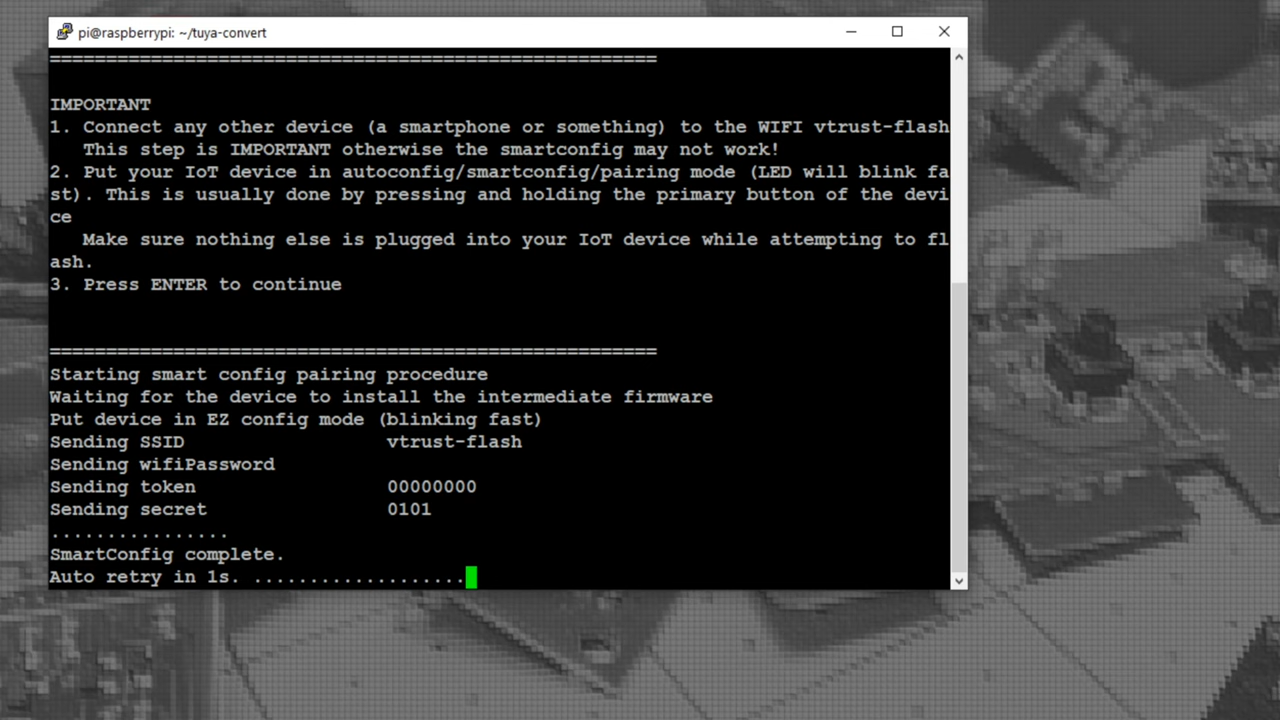 pi@raspberrypi: ~/tuya-convert
======================================================
IMPORTANT
1. Connect any other device (a smartphone or something) to the WIFI vtrust-flash
   This step is IMPORTANT otherwise the smartconfig may not work!
2. Put your IoT device in autoconfig/smartconfig/pairing mode (LED will blink fa
st). This is usually done by pressing and holding the primary button of the devi
ce
   Make sure nothing else is plugged into your IoT device while attempting to fl
ash.
3. Press ENTER to continue
======================================================
Starting smart config pairing procedure
Waiting for the device to install the intermediate firmware
Put device in EZ config mode (blinking fast)
Sending SSID                  vtrust-flash
Sending wifiPassword
Sending token                 00000000
Sending secret                0101
................
SmartConfig complete.
Auto retry in 1s. ...................